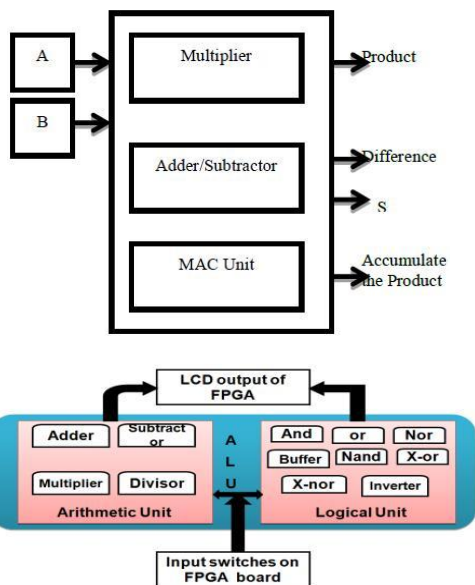 A
B
Multiplier
Product
Adder/Subtractor
Difference
S
MAC Unit
Accumulate
the Product
LCD output of
FPGA
Adder
Subtract
or
Multiplier
Divisor
Arithmetic Unit
A
L
U
And
or
Nor
Buffer
Nand
X-or
X-nor
Inverter
Logical Unit
Input switches on
FPGA board